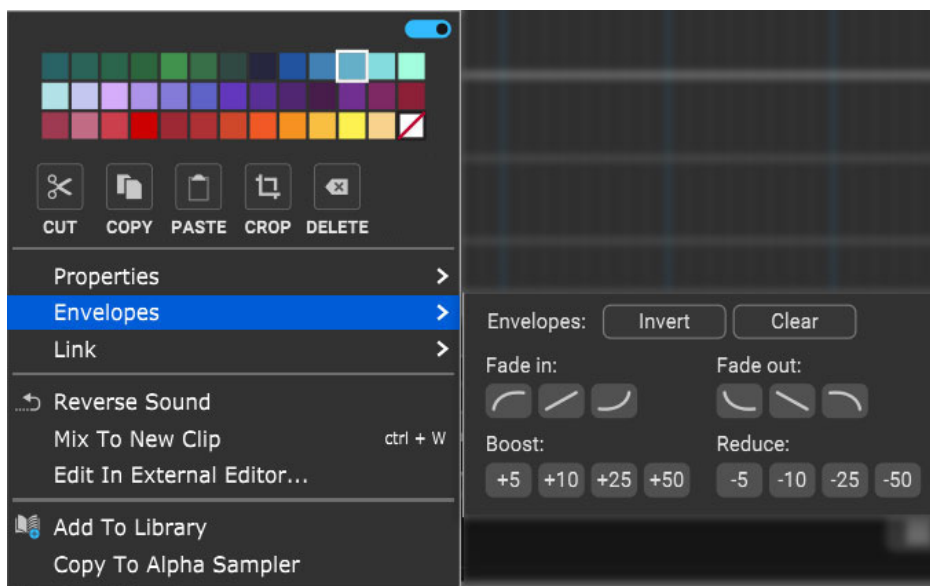 CUT COPY PASTE CROP DELETE
Properties
Envelopes
Link
Reverse Sound
Mix To New Clip ctrl + W
Edit In External Editor...
Add To Library
Copy To Alpha Sampler
Envelopes: Invert Clear
Fade in: Fade out:
Boost: Reduce:
+5 +10 +25 +50 -5 -10 -25 -50